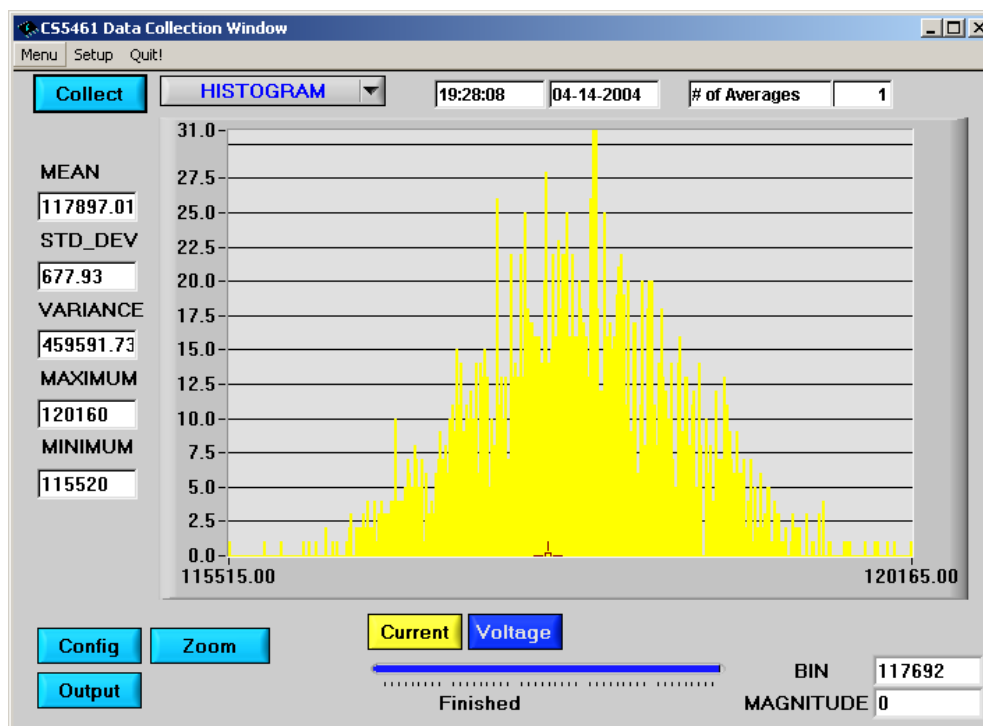 CS5461 Data Collection Window
Menu Setup Quit!
Collect HISTOGRAM 19:28:08 04-14-2004 # of Averages 1
MEAN
117897.01
STD_DEV
677.93
VARIANCE
459591.73
MAXIMUM
120160
MINIMUM
115520
31.0
27.5
25.0
22.5
20.0
17.5
15.0
12.5
10.0
7.5
5.0
2.5
0.0
115515.00 120165.00
Current Voltage
Config Zoom
Output
Finished
BIN 117692
MAGNITUDE 0